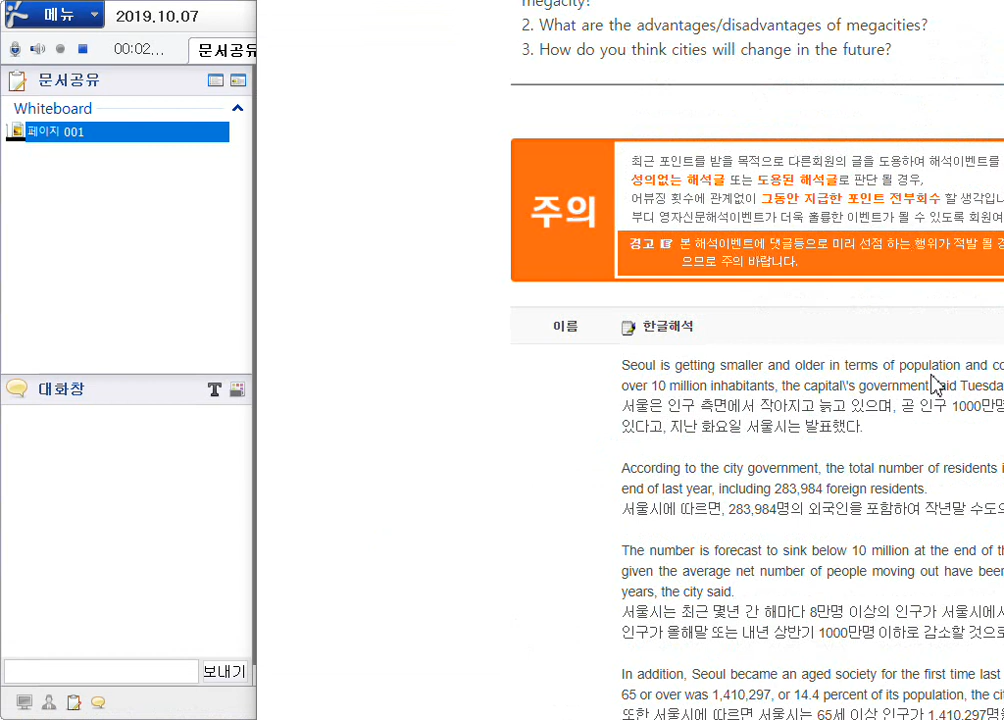 메뉴 2019.10.07
00:02... 문서공유
문서공유
Whiteboard
페이지 001
대화창
보내기
megacity?
2. What are the advantages/disadvantages of megacities?
3. How do you think cities will change in the future?
주의
최근 포인트를 받을 목적으로 다른회원의 글을 도용하여 해석이벤트를
성의없는 해석글 또는 도용된 해석글로 판단 될 경우,
어뷰징 횟수에 관계없이 그동안 지급한 포인트 전부회수 할 생각입니
부디 영자신문해석이벤트가 더욱 훌륭한 이벤트가 될 수 있도록 회원여
경고 ☞ 본 해석이벤트에 댓글등으로 미리 선점 하는 행위가 적발 될 경
으므로 주의 바랍니다.
이름 한글해석
Seoul is getting smaller and older in terms of population and co
over 10 million inhabitants, the capital\'s government said Tuesda
서울은 인구 측면에서 작아지고 늙고 있으며, 곧 인구 1000만명
있다고, 지난 화요일 서울시는 발표했다.
According to the city government, the total number of residents i
end of last year, including 283,984 foreign residents.
서울시에 따르면, 283,984명의 외국인을 포함하여 작년말 수도으
The number is forecast to sink below 10 million at the end of th
given the average net number of people moving out have been
years, the city said.
서울시는 최근 몇년 간 해마다 8만명 이상의 인구가 서울시에서
인구가 올해말 또는 내년 상반기 1000만명 이하로 감소할 것으로
In addition, Seoul became an aged society for the first time last
65 or over was 1,410,297, or 14.4 percent of its population, the cit
또한 서울시에 따르면 서울시는 65세 이상 인구가 1,410,297명을